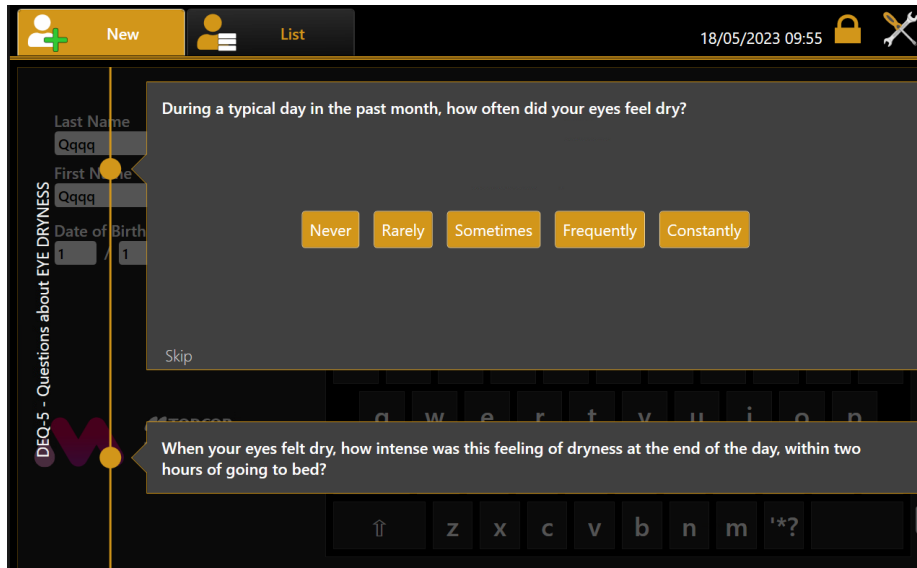 New
List
18/05/2023 09:55
During a typical day in the past month, how often did your eyes feel dry?
Last Name
Qqqq
First Name
Qqqq
Date of Birth
1 / 1
DEQ-5 - Questions about EYE DRYNESS
Never
Rarely
Sometimes
Frequently
Constantly
Skip
q w e r t y u i o p
When your eyes felt dry, how intense was this feeling of dryness at the end of the day, within two
hours of going to bed?
⇧ z x c v b n m '*?